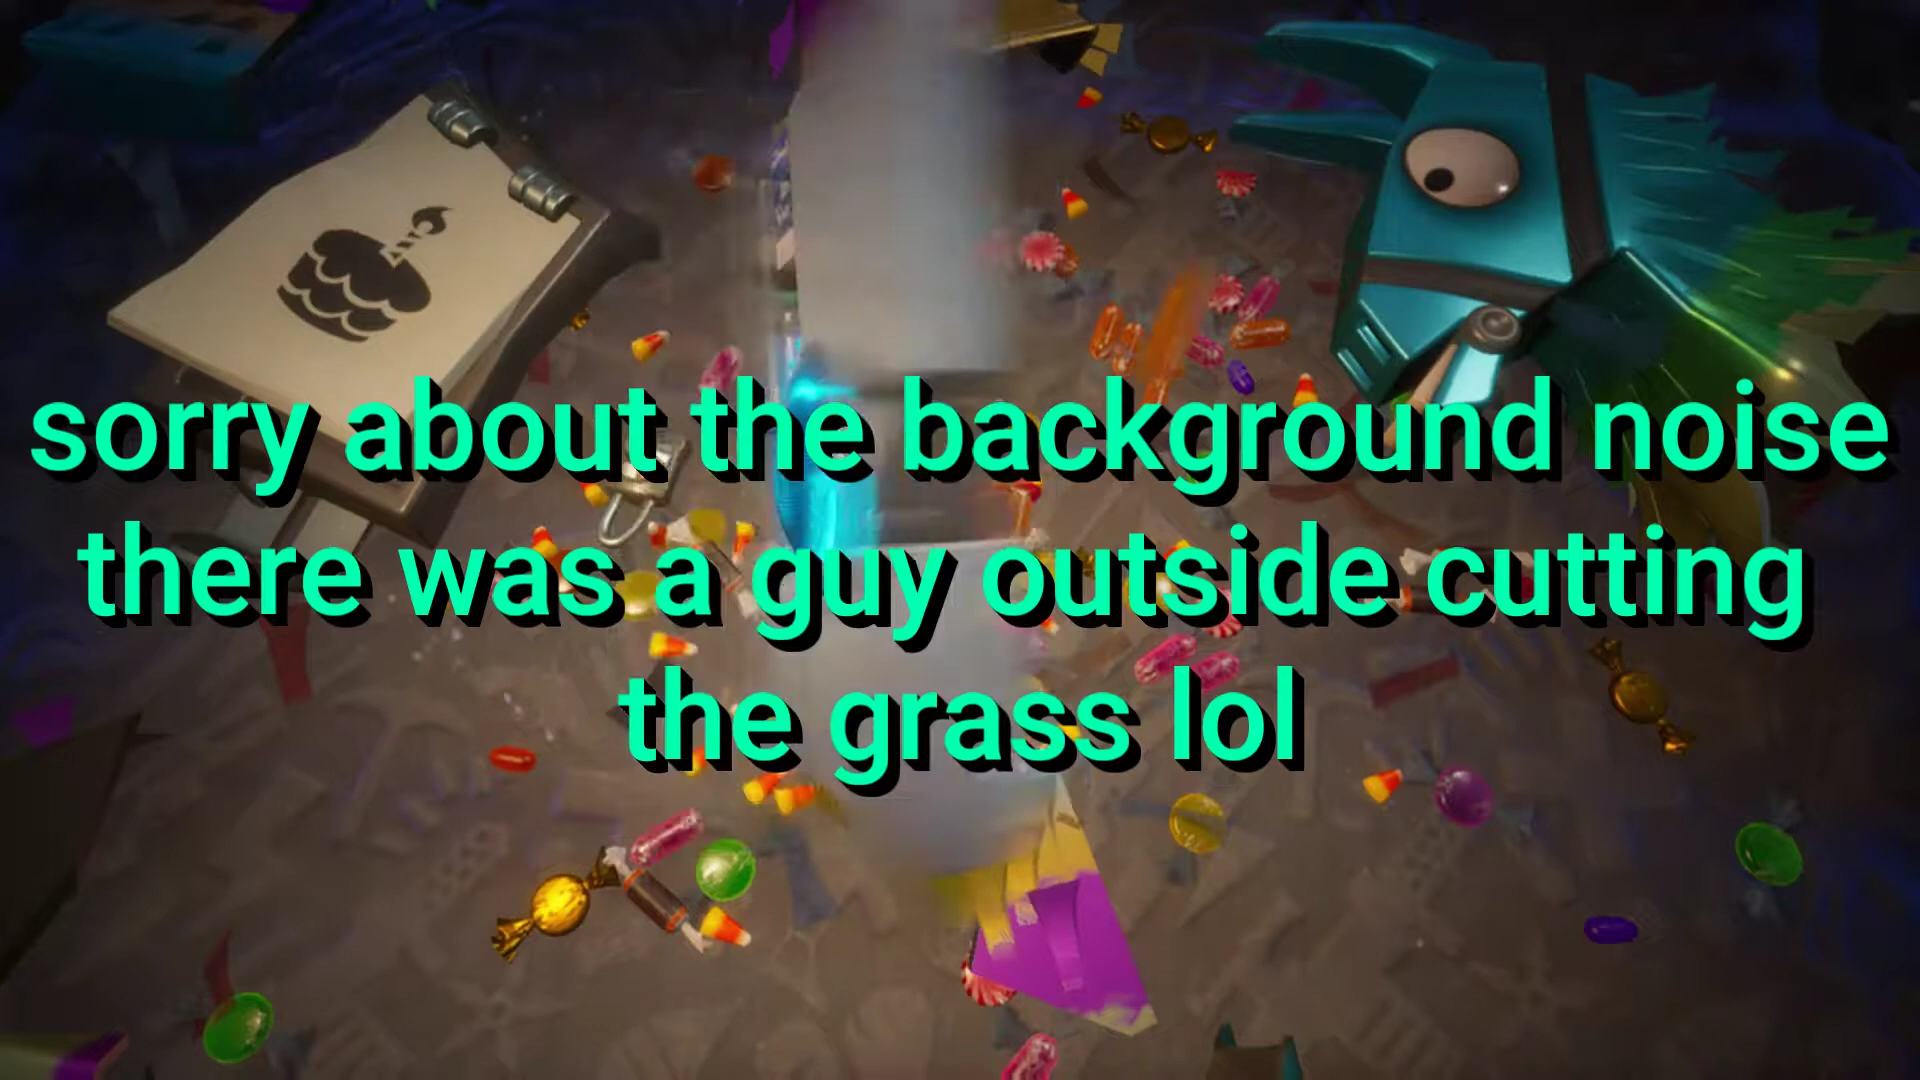 sorry about the background noise
there was a guy outside cutting
the grass lol